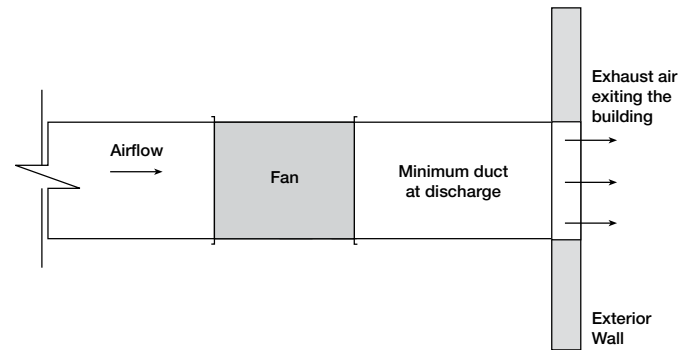 Airflow
Fan
Minimum duct
at discharge
Exhaust air
exiting the
building
Exterior
Wall